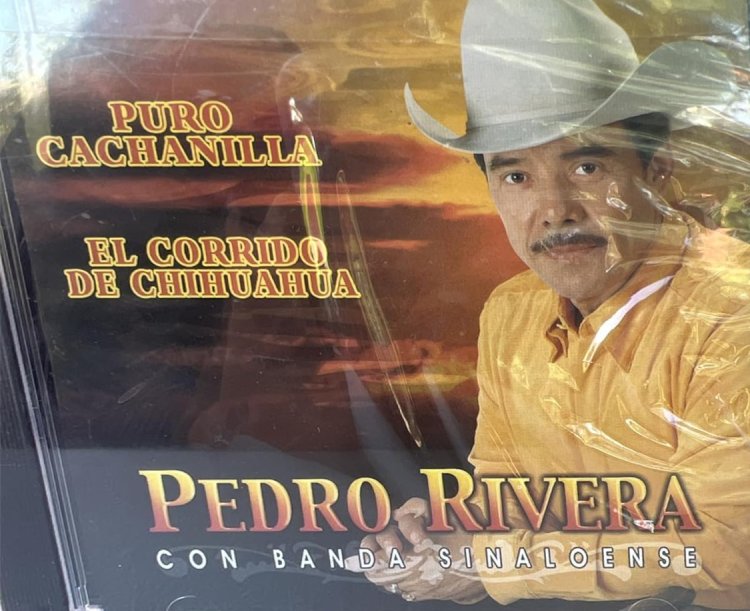 PURO
CACHANILLA
EL CORRIDO
DE CHIHUAHUA
PEDRO RIVERA
CON BANDA SINALOENSE